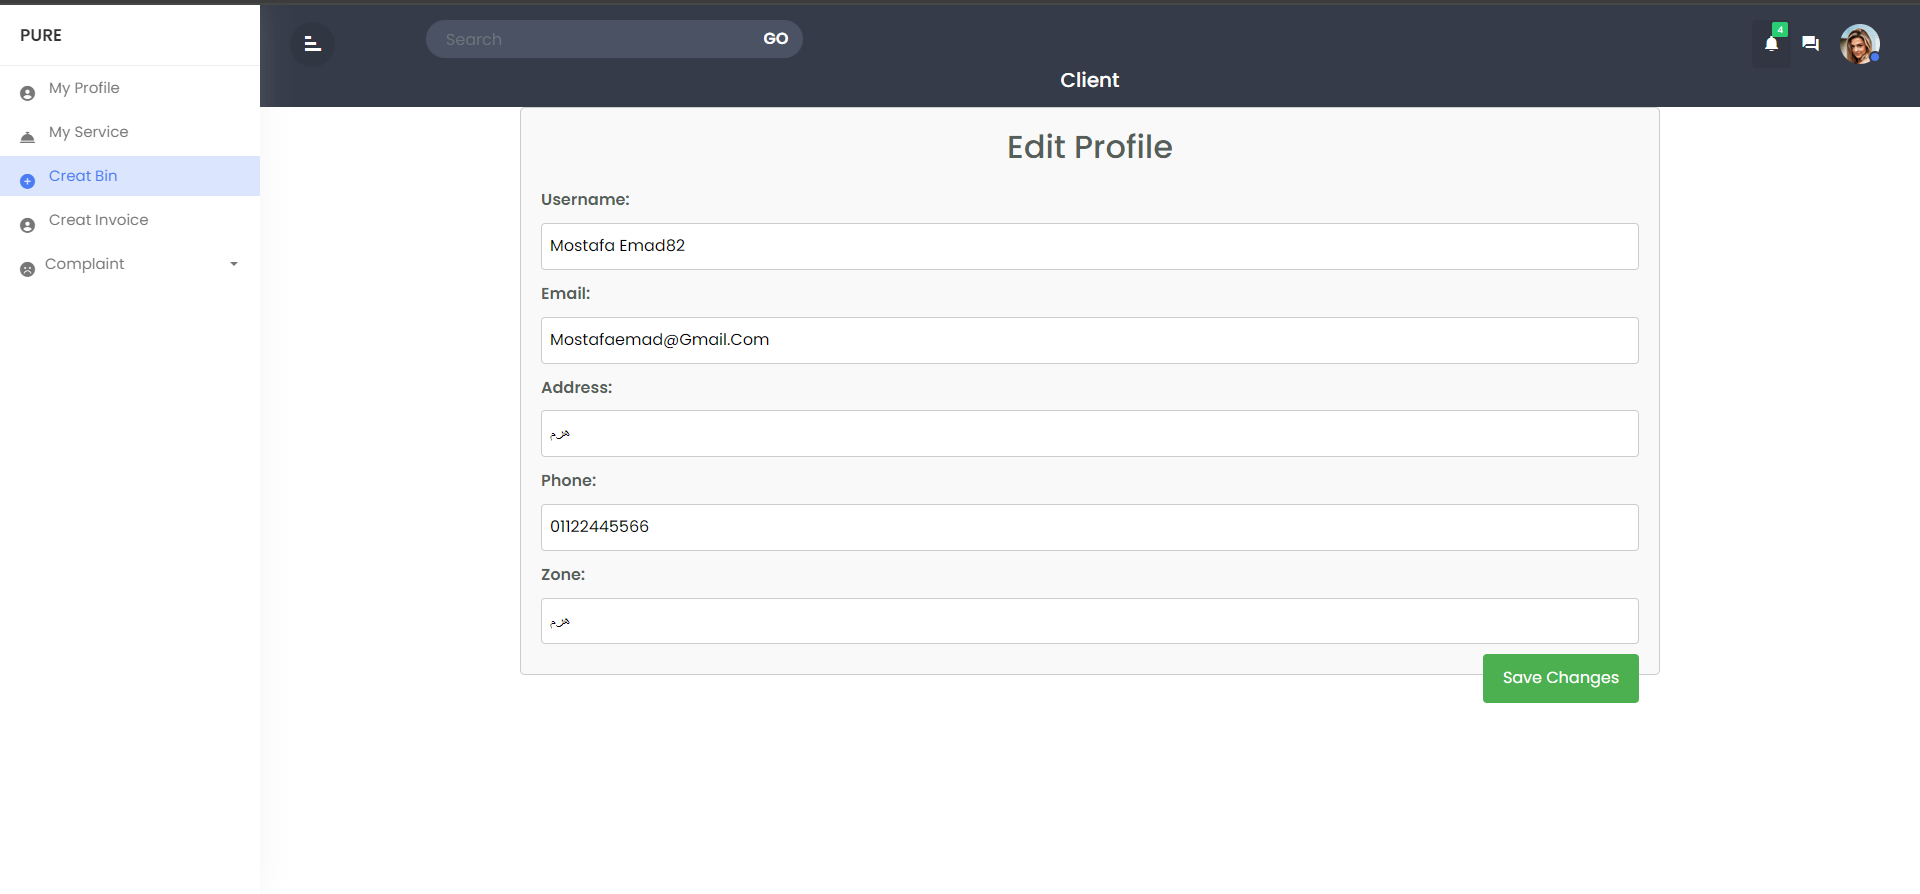 PURE
My Profile
My Service
Creat Bin
Creat Invoice
Complaint
Search
GO
4
Client
Edit Profile
Username:
Mostafa Emad82
Email:
Mostafaemad@Gmail.Com
Address:
هرم
Phone:
01122445566
Zone:
هرم
Save Changes